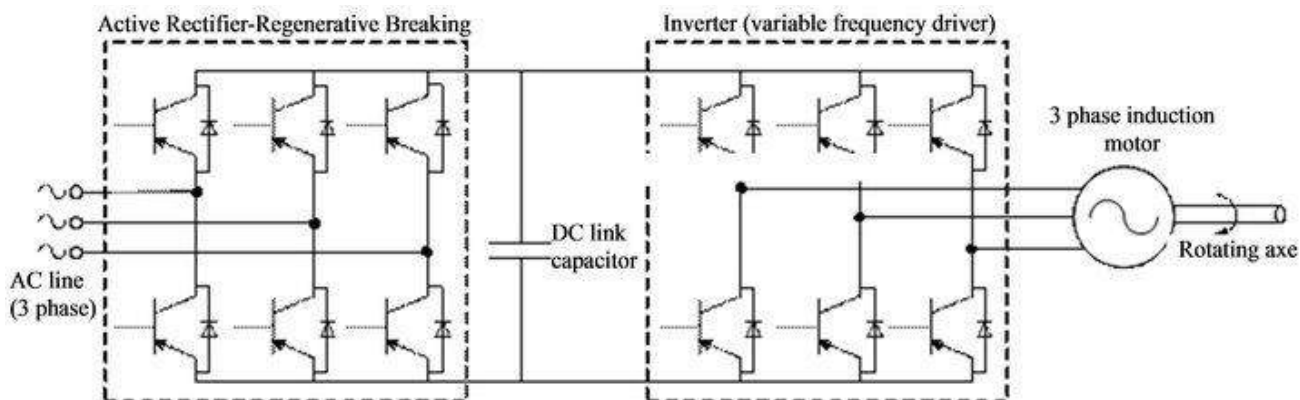 Active Rectifier-Regenerative Breaking
Inverter (variable frequency driver)
3 phase induction
motor
DC link
capacitor
AC line
(3 phase)
Rotating axe